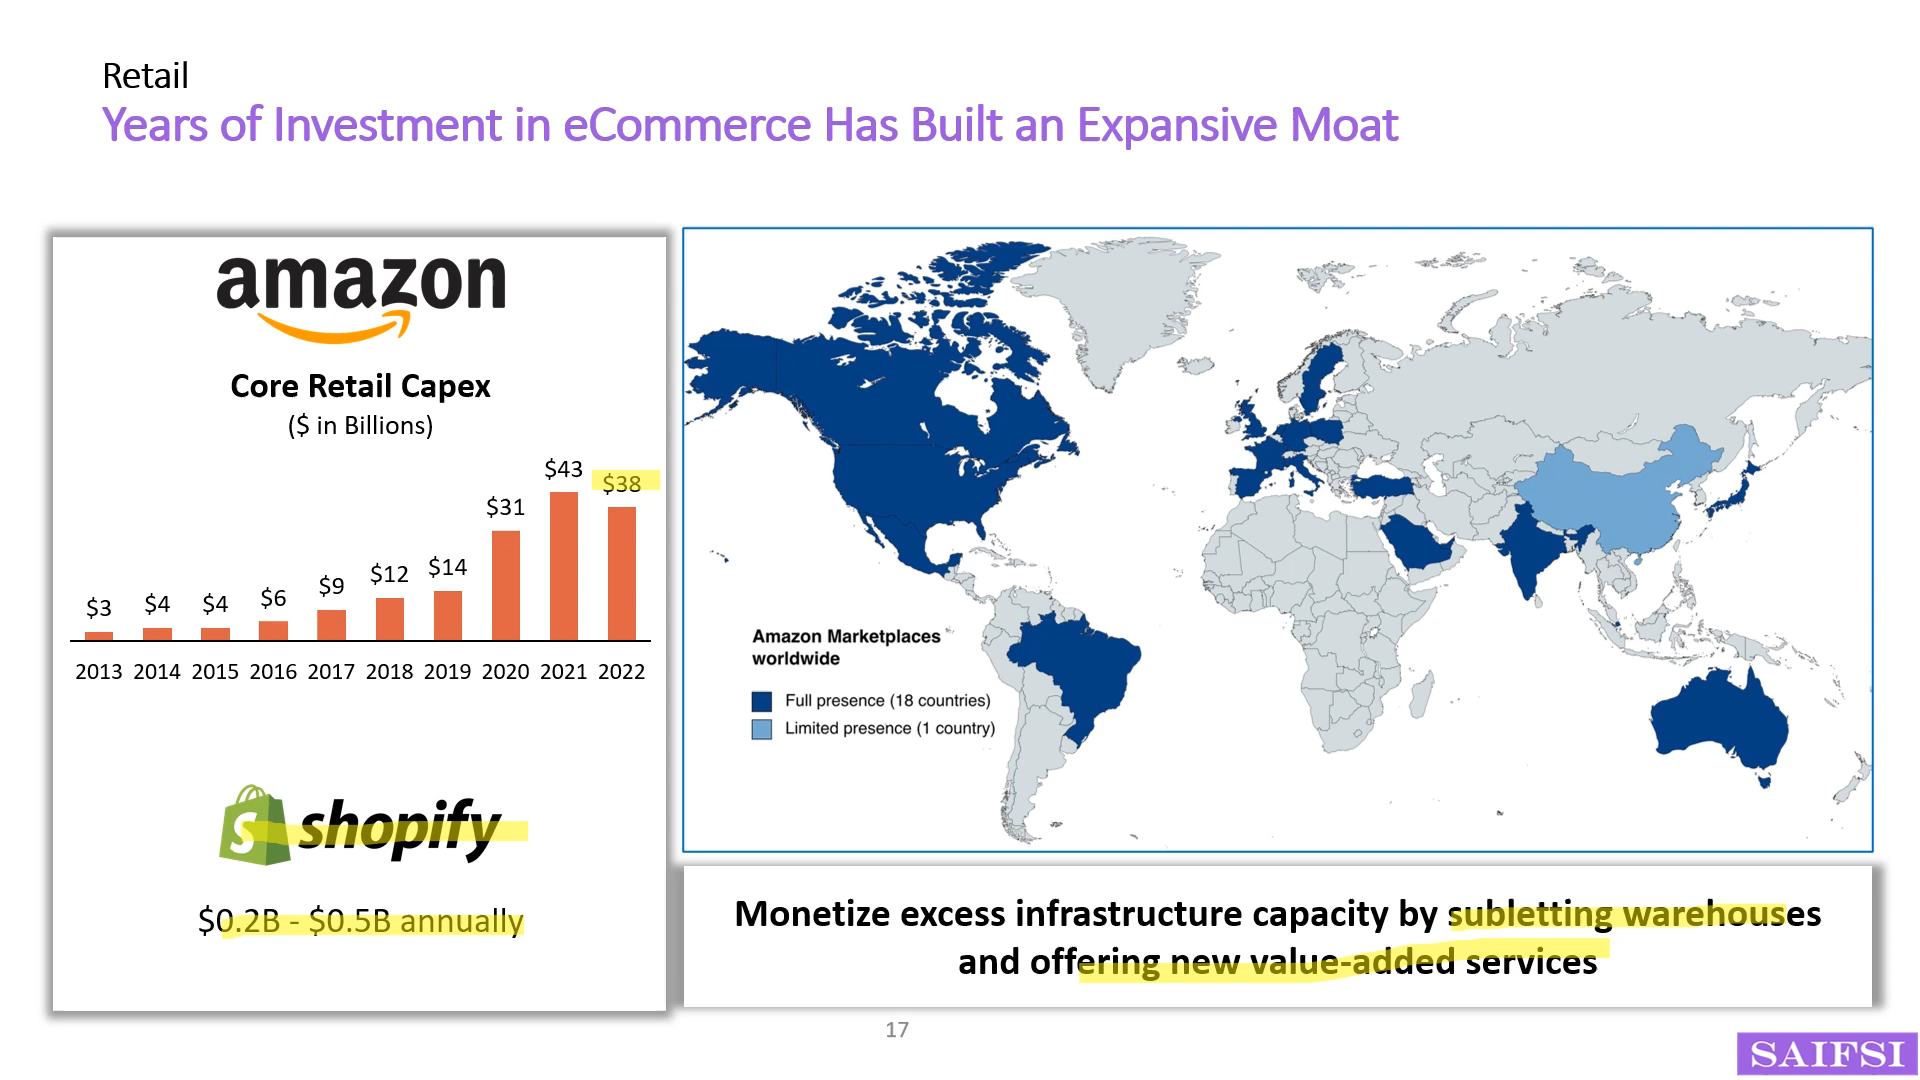 Retail
Years of Investment in eCommerce Has Built an Expansive Moat
amazon
Core Retail Capex
($ in Billions)
$3 $4 $4 $6 $9 $12 $14 $31 $43 $38
2013 2014 2015 2016 2017 2018 2019 2020 2021 2022
S shopify
$0.2B - $0.5B annually
Amazon Marketplaces
worldwide
Full presence (18 countries)
Limited presence (1 country)
Monetize excess infrastructure capacity by subletting warehouses
and offering new value-added services
17
SAIFSI